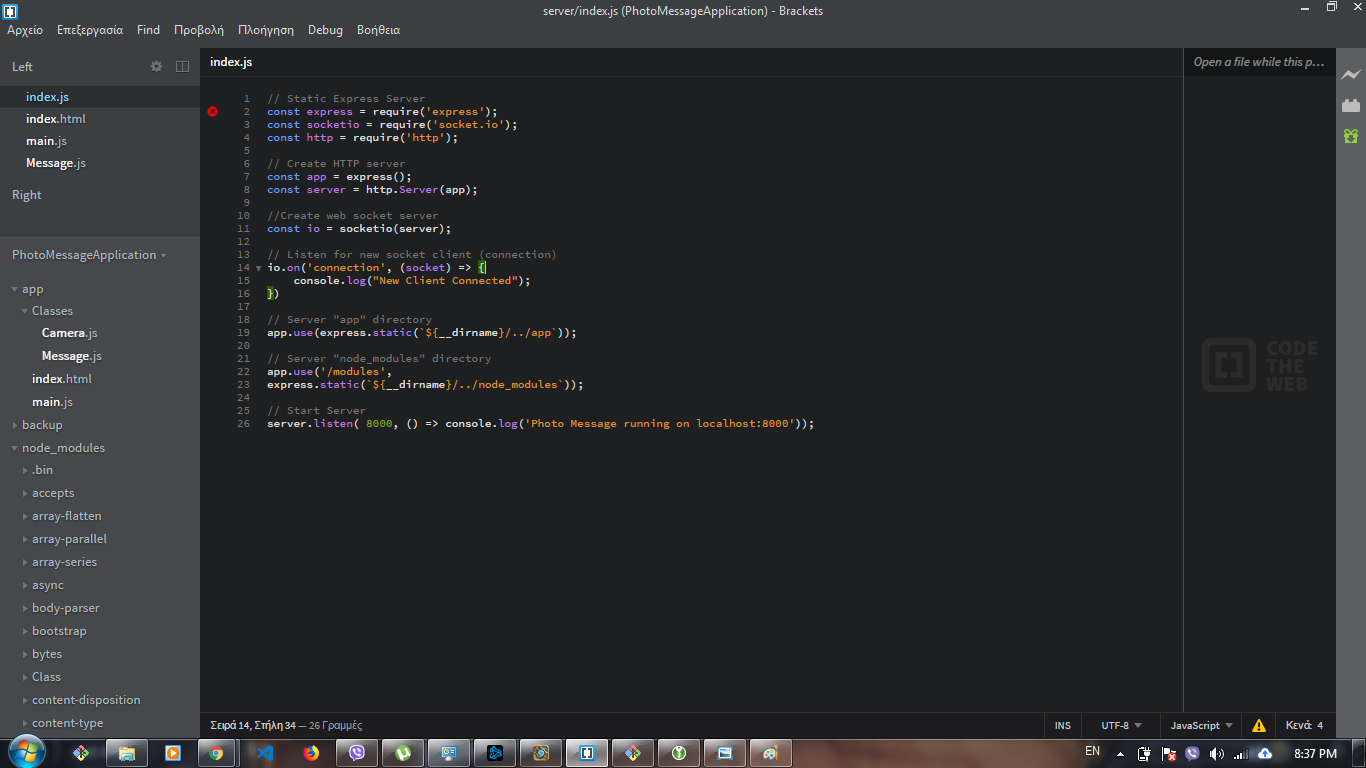 server/index.js (PhotoMessageApplication) - Brackets
Αρχείο Επεξεργασία Find Προβολή Πλοήγηση Debug Βοήθεια
Left
index.js
index.html
main.js
Message.js
Right
PhotoMessageApplication
app
Classes
Camera.js
Message.js
index.html
main.js
backup
node_modules
.bin
accepts
array-flatten
array-parallel
array-series
async
body-parser
bootstrap
bytes
Class
content-disposition
content-type
index.js
1 // Static Express Server
2 const express = require('express');
3 const socketio = require('socket.io');
4 const http = require('http');
5
6 // Create HTTP server
7 const app = express();
8 const server = http.Server(app);
9
10 //Create web socket server
11 const io = socketio(server);
12
13 // Listen for new socket client (connection)
14 io.on('connection', (socket) => {
15     console.log("New Client Connected");
16 })
17
18 // Server "app" directory
19 app.use(express.static(`${__dirname}/../app`));
20
21 // Server "node_modules" directory
22 app.use('/modules',
23 express.static(`${__dirname}/../node_modules`));
24
25 // Start Server
26 server.listen( 8000, () => console.log('Photo Message running on localhost:8000'));
Open a file while this p...
CODE
THE
WEB
Σειρά 14, Στήλη 34 — 26 Γραμμές
INS UTF-8 JavaScript Κενά: 4
EN 8:37 PM